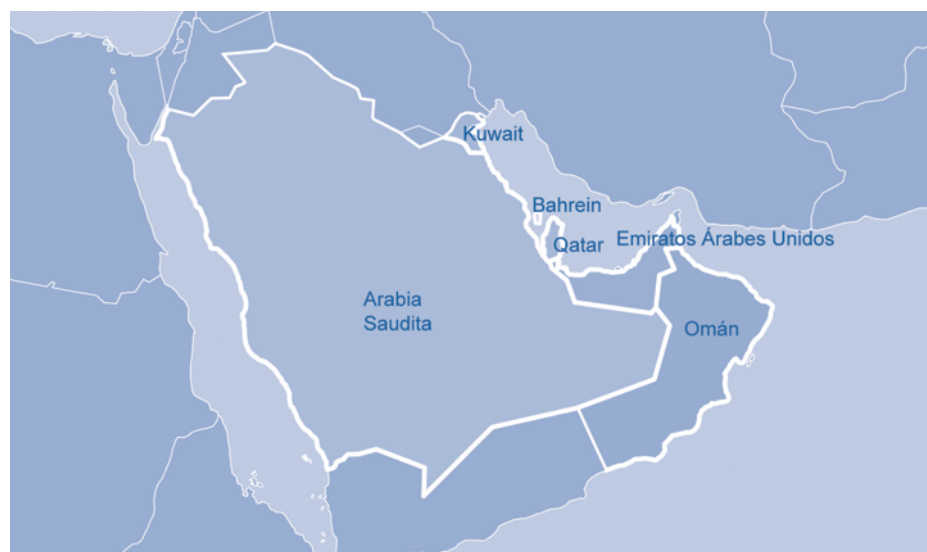 Kuwait
Bahrein
Qatar
Emiratos Árabes Unidos
Arabia
Saudita
Omán